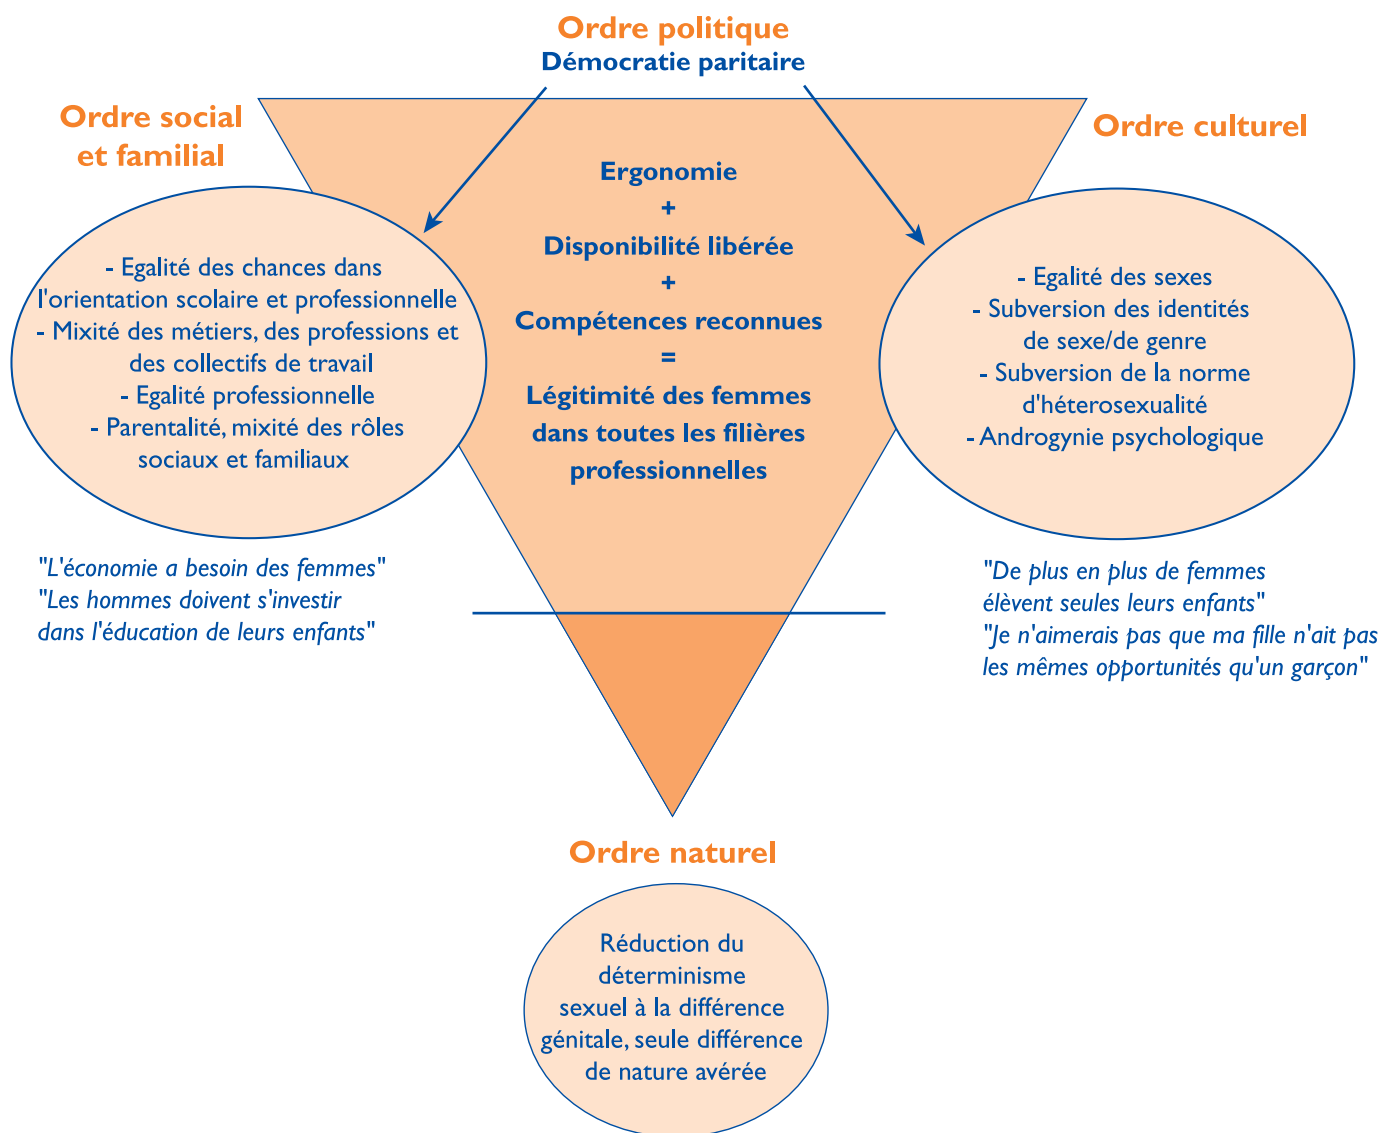 Ordre politique
Démocratie paritaire
Ordre social
et familial
Ordre culturel
Ergonomie
+
Disponibilité libérée
+
Compétences reconnues
=
Légitimité des femmes
dans toutes les filières
professionnelles
- Egalité des chances dans
l'orientation scolaire et professionnelle
- Mixité des métiers, des professions et
des collectifs de travail
- Egalité professionnelle
- Parentalité, mixité des rôles
sociaux et familiaux
- Egalité des sexes
- Subversion des identités
de sexe/de genre
- Subversion de la norme
d'hétérosexualité
- Androgynie psychologique
"L'économie a besoin des femmes"
"Les hommes doivent s'investir
dans l'éducation de leurs enfants"
"De plus en plus de femmes
élèvent seules leurs enfants"
"Je n'aimerais pas que ma fille n'ait pas
les mêmes opportunités qu'un garçon"
Ordre naturel
Réduction du
déterminisme
sexuel à la différence
génitale, seule différence
de nature avérée